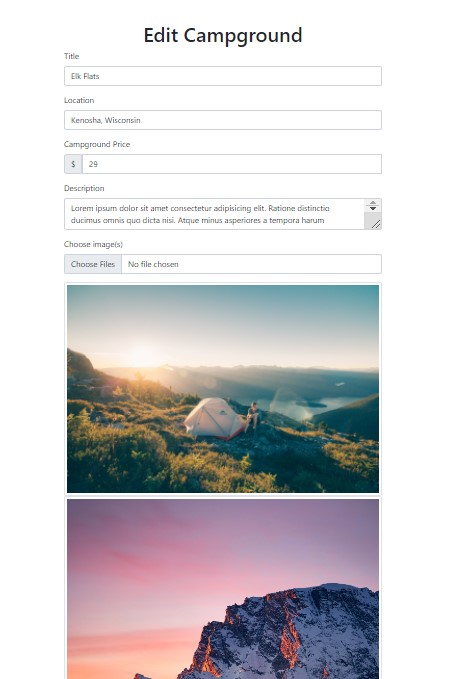 Edit Campground
Title
Elk Flats
Location
Kenosha, Wisconsin
Campground Price
$ 29
Description
Lorem ipsum dolor sit amet consectetur adipisicing elit. Ratione distinctio
ducimus omnis quo dicta nisi. Atque minus asperiores a tempora harum
Choose image(s)
Choose Files No file chosen